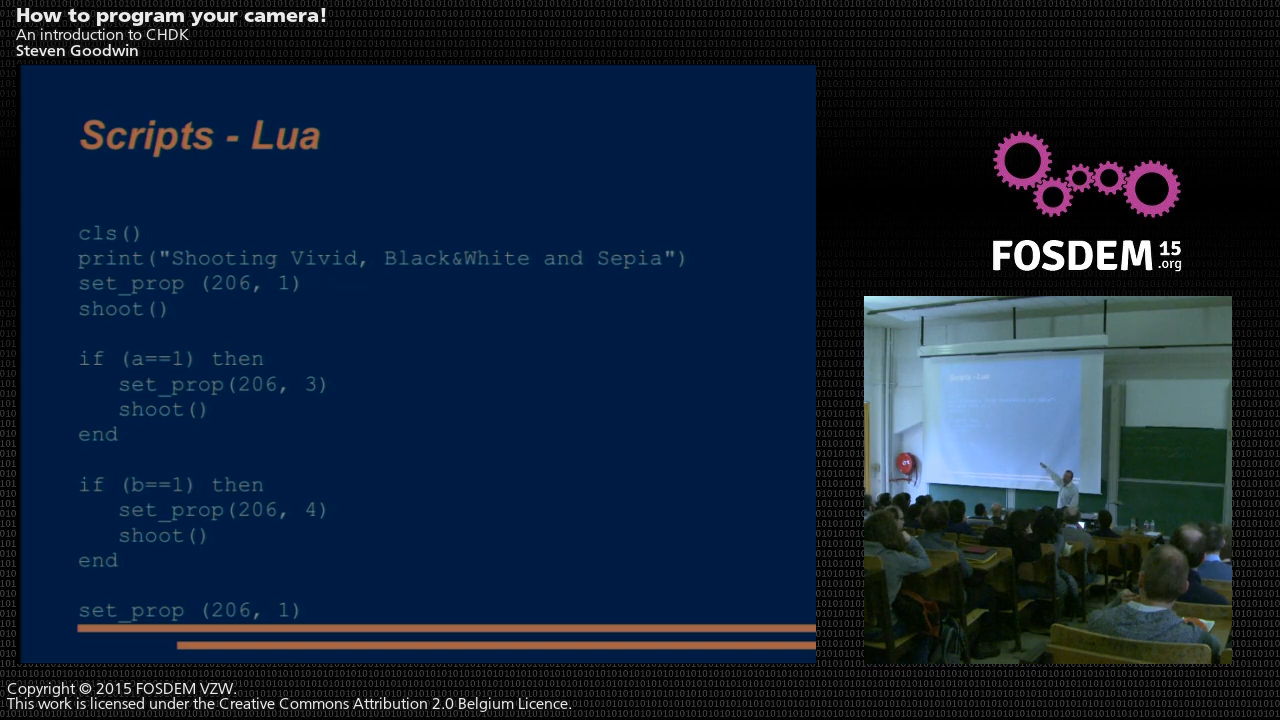 How to program your camera!
An introduction to CHDK
Steven Goodwin
Scripts - Lua
cls()
print("Shooting Vivid, Black&White and Sepia")
set_prop (206, 1)
shoot()
if (a==1) then
set_prop(206, 3)
shoot()
end
if (b==1) then
set_prop(206, 4)
shoot()
end
set_prop (206, 1)
FOSDEM 15
.org
Scripts - Lua
Copyright © 2015 FOSDEM VZW.
This work is licensed under the Creative Commons Attribution 2.0 Belgium Licence.